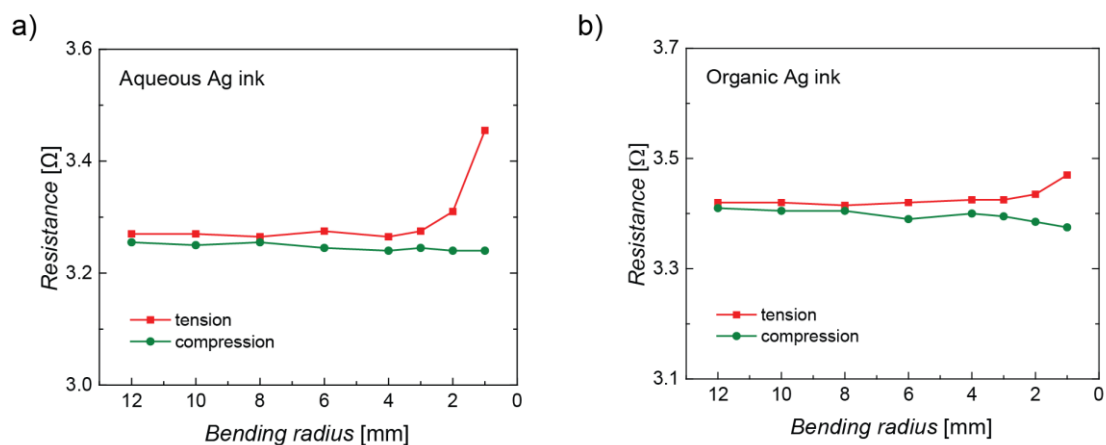 a)
Aqueous Ag ink
Resistance [Ω]
3.6
3.4
3.2
3.0
tension
compression
12 10 8 6 4 2 0
Bending radius [mm]
b)
Organic Ag ink
Resistance [Ω]
3.7
3.5
3.3
3.1
tension
compression
12 10 8 6 4 2 0
Bending radius [mm]